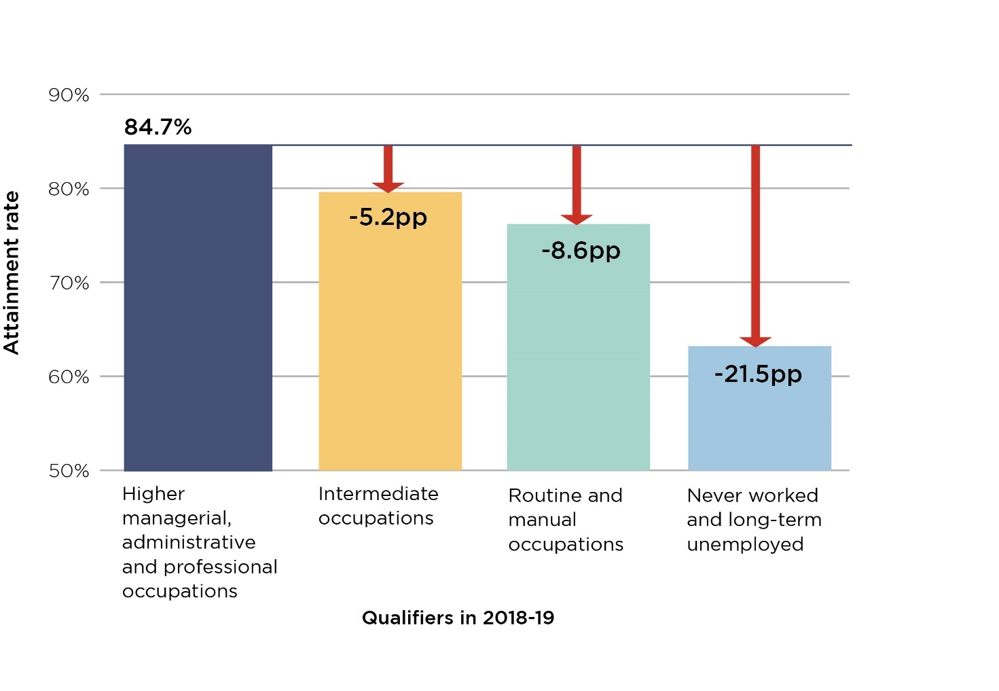 90%
84.7%
80%
-5.2pp
-8.6pp
70%
60%
-21.5pp
50%
Attainment rate
Higher
managerial,
administrative
and professional
occupations
Intermediate
occupations
Routine and
manual
occupations
Never worked
and long-term
unemployed
Qualifiers in 2018-19